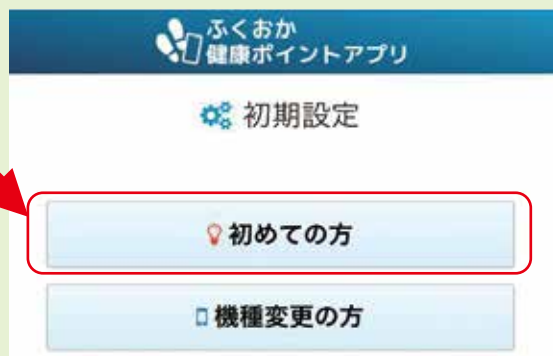 ふくおか
健康ポイントアプリ
初期設定
初めての方
機種変更の方